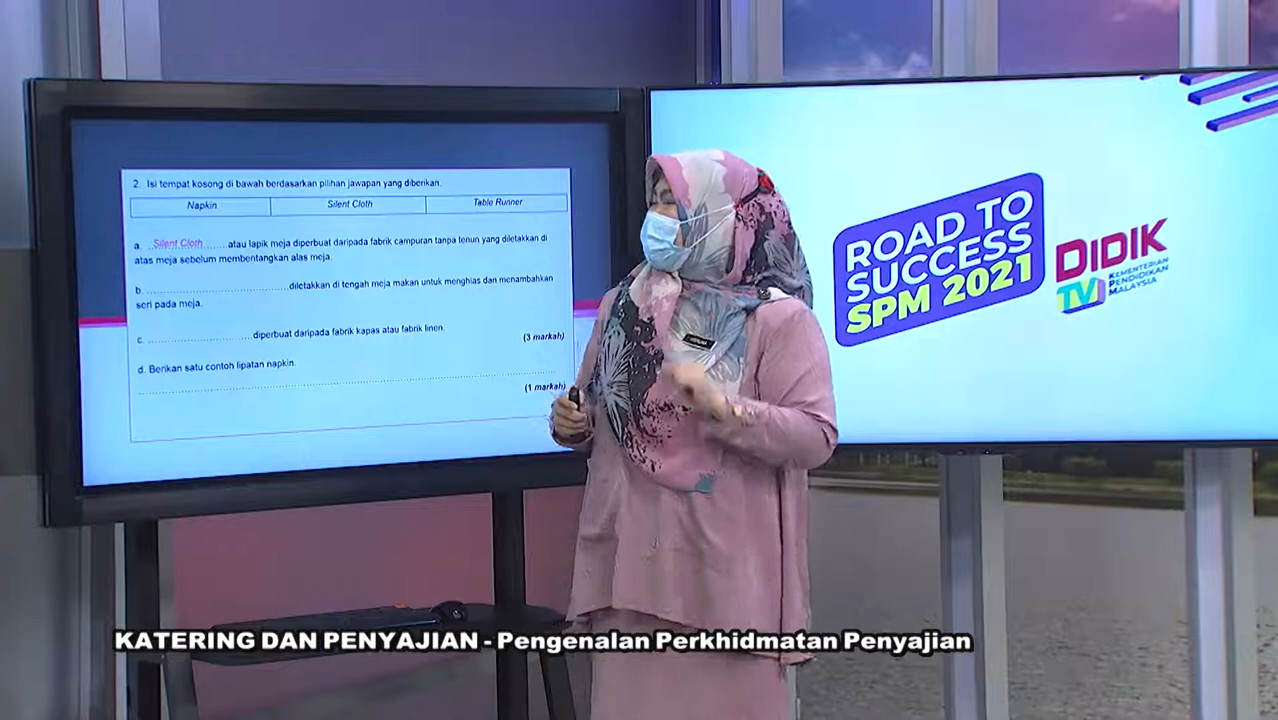 2. Isi tempat kosong di bawah berdasarkan pilihan jawapan yang diberikan.
Napkin Silent Cloth Table Runner
a. ...Silent Cloth.......atau lapik meja diperbuat daripada fabrik campuran tanpa tenun yang diletakkan di
atas meja sebelum membentangkan alas meja.
b. ..........................................diletakkan di tengah meja makan untuk menghias dan menambahkan
seri pada meja.
c. ...............................diperbuat daripada fabrik kapas atau fabrik linen.
(3 markah)
d. Berikan satu contoh lipatan napkin.
(1 markah)
ROAD TO
SUCCESS
SPM 2021
DIDIK
TV
KEMENTERIAN
PENDIDIKAN
MALAYSIA
KATERING DAN PENYAJIAN - Pengenalan Perkhidmatan Penyajian